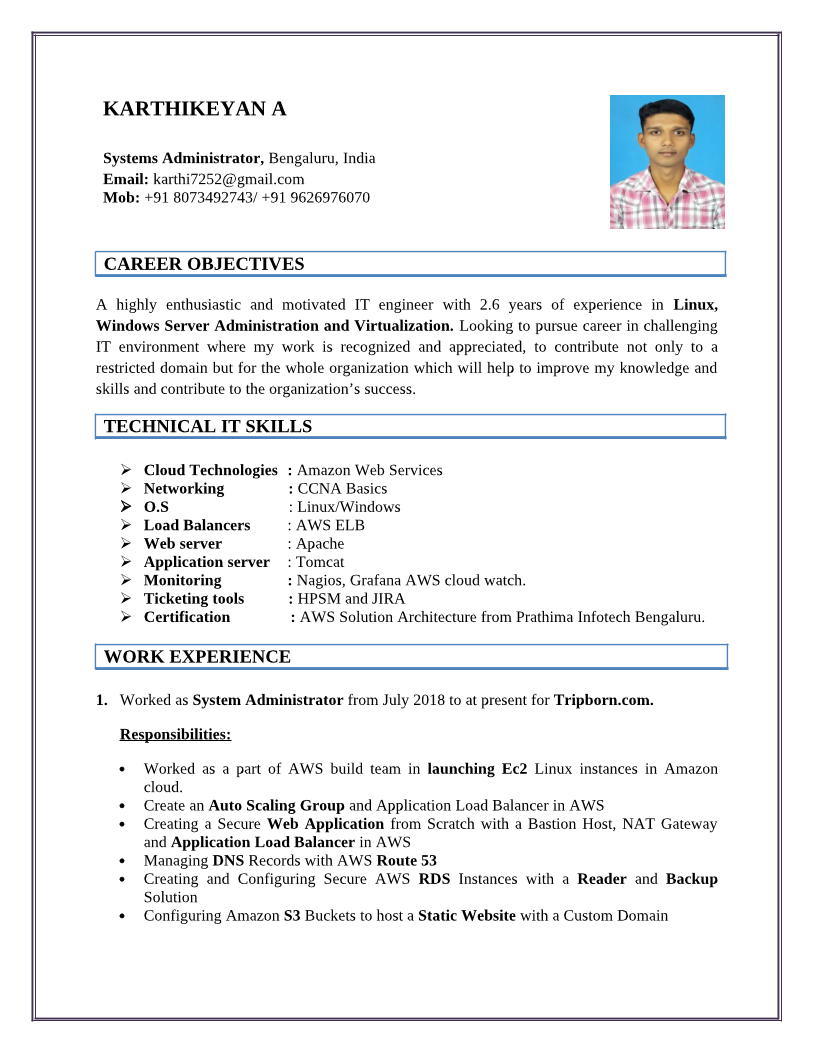 KARTHIKEYAN A
Systems Administrator, Bengaluru, India
Email: karthi7252@gmail.com
Mob: +91 8073492743/ +91 9626976070
CAREER OBJECTIVES
A highly enthusiastic and motivated IT engineer with 2.6 years of experience in Linux,
Windows Server Administration and Virtualization. Looking to pursue career in challenging
IT environment where my work is recognized and appreciated, to contribute not only to a
restricted domain but for the whole organization which will help to improve my knowledge and
skills and contribute to the organization’s success.
TECHNICAL IT SKILLS
➢ Cloud Technologies : Amazon Web Services
➢ Networking : CCNA Basics
➢ O.S : Linux/Windows
➢ Load Balancers : AWS ELB
➢ Web server : Apache
➢ Application server : Tomcat
➢ Monitoring : Nagios, Grafana AWS cloud watch.
➢ Ticketing tools : HPSM and JIRA
➢ Certification : AWS Solution Architecture from Prathima Infotech Bengaluru.
WORK EXPERIENCE
1. Worked as System Administrator from July 2018 to at present for Tripborn.com.
Responsibilities:
• Worked as a part of AWS build team in launching Ec2 Linux instances in Amazon
cloud.
• Create an Auto Scaling Group and Application Load Balancer in AWS
• Creating a Secure Web Application from Scratch with a Bastion Host, NAT Gateway
and Application Load Balancer in AWS
• Managing DNS Records with AWS Route 53
• Creating and Configuring Secure AWS RDS Instances with a Reader and Backup
Solution
• Configuring Amazon S3 Buckets to host a Static Website with a Custom Domain